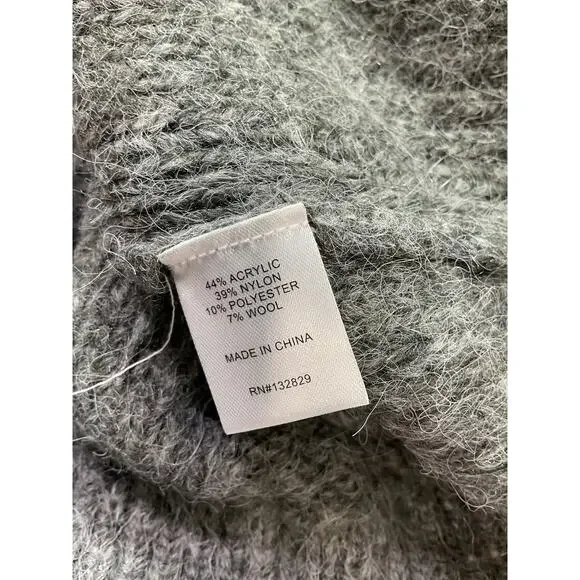 44% ACRYLIC
39% NYLON
10% POLYESTER
7% WOOL
MADE IN CHINA
RN#132829